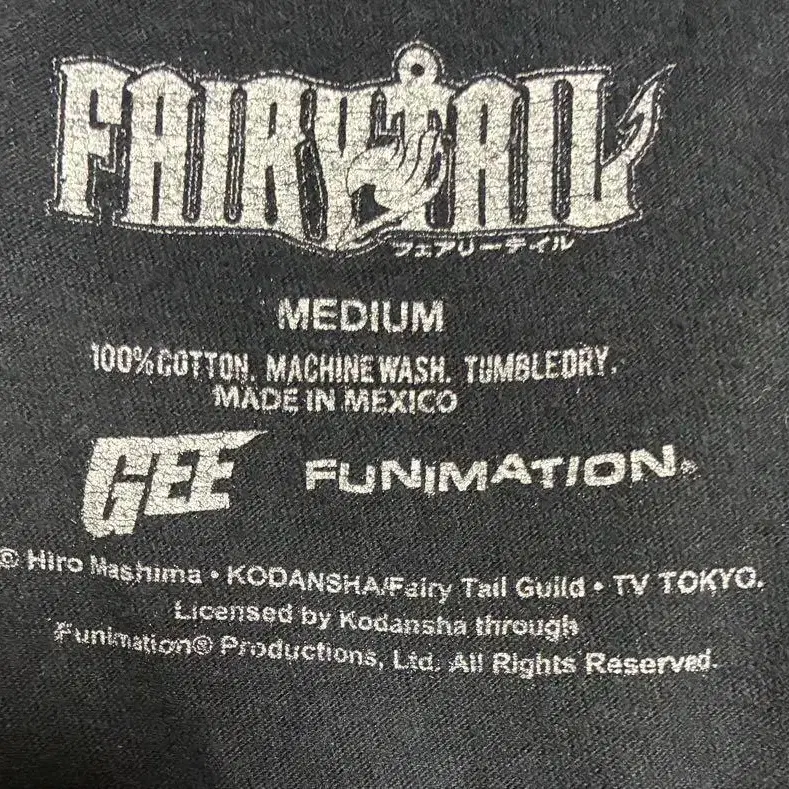 FAIRY TAIL
フェアリーテイル
MEDIUM
100% COTTON. MACHINE WASH. TUMBLE DRY.
MADE IN MEXICO
GEE FUNIMATION®
© Hiro Mashima • KODANSHA/Fairy Tail Guild • TV TOKYO.
Licensed by Kodansha through
Funimation® Productions, Ltd. All Rights Reserved.